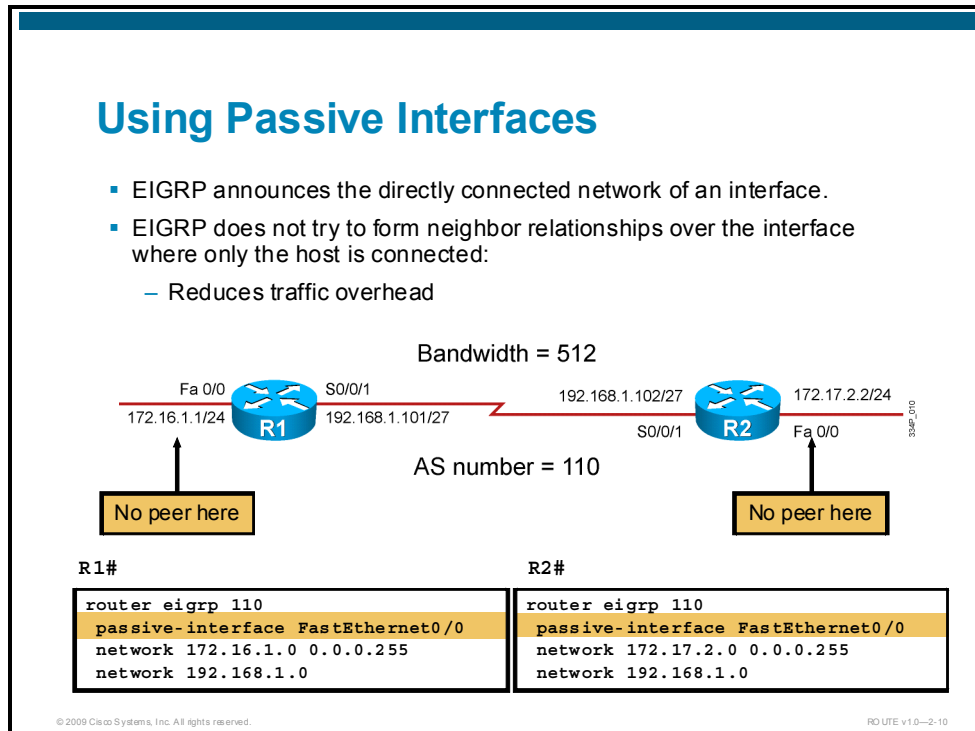 Using Passive Interfaces
▪ EIGRP announces the directly connected network of an interface.
▪ EIGRP does not try to form neighbor relationships over the interface
where only the host is connected:
– Reduces traffic overhead
Bandwidth = 512
Fa 0/0
S0/0/1
172.16.1.1/24
R1
192.168.1.101/27
192.168.1.102/27
172.17.2.2/24
S0/0/1
R2
Fa 0/0
334P_010
AS number = 110
No peer here
No peer here
R1#
router eigrp 110
passive-interface FastEthernet0/0
network 172.16.1.0 0.0.0.255
network 192.168.1.0
R2#
router eigrp 110
passive-interface FastEthernet0/0
network 172.17.2.0 0.0.0.255
network 192.168.1.0
© 2009 Cisco Systems, Inc. All rights reserved.
ROUTE v1.0—2-10